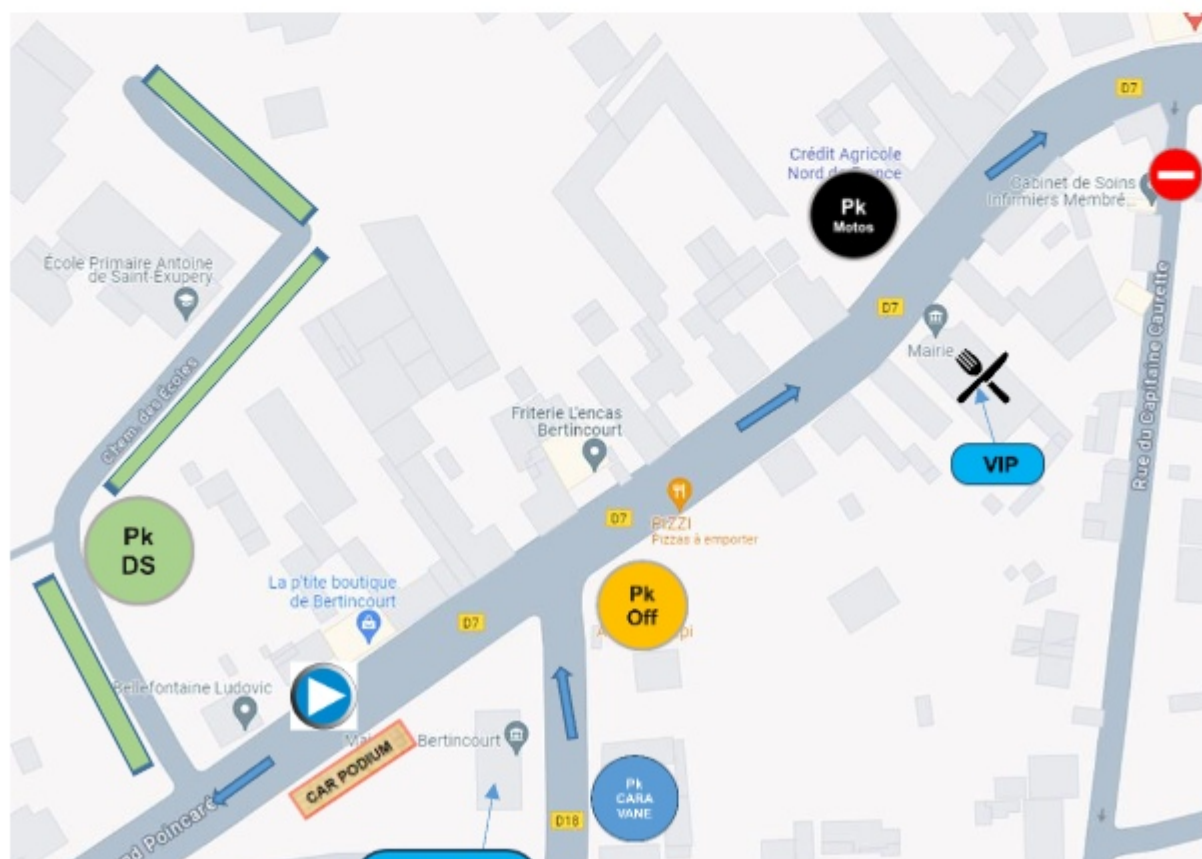 D7
Crédit Agricole
Nord de France
Pk
Motos
Cabinet de Soins
Infirmiers Membré...
École Primaire Antoine
de Saint-Exupéry
D7
Mairie
Chem. des Écoles
Friterie L'encas
Bertincourt
VIP
Rue du Capitaine Caurette
BIZZI
Pizzas à emporter
D7
Pk
DS
La p'tite boutique
de Bertincourt
Pk
Off
D7
Bellefontaine Ludovic
Bertincourt
CAR PODIUM
Pk
CARA
VANE
D18
Poincaré